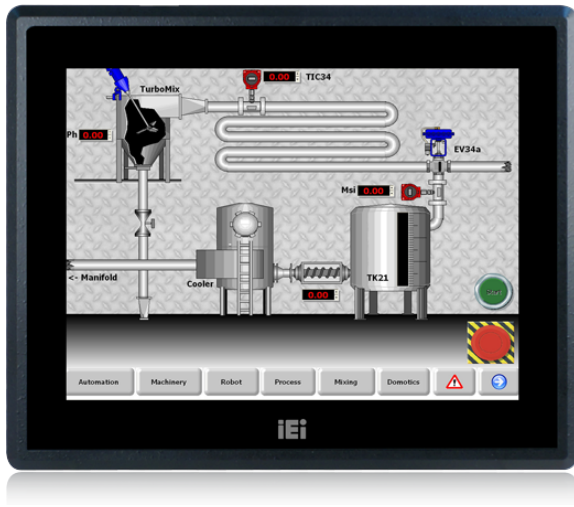 0.00 TIC34
TurboMix
Ph 0.00
EV34a
Msi 0.00
<- Manifold
Cooler
TK21
0.00
Automation Machinery Robot Process Mixing Domotics
iEi